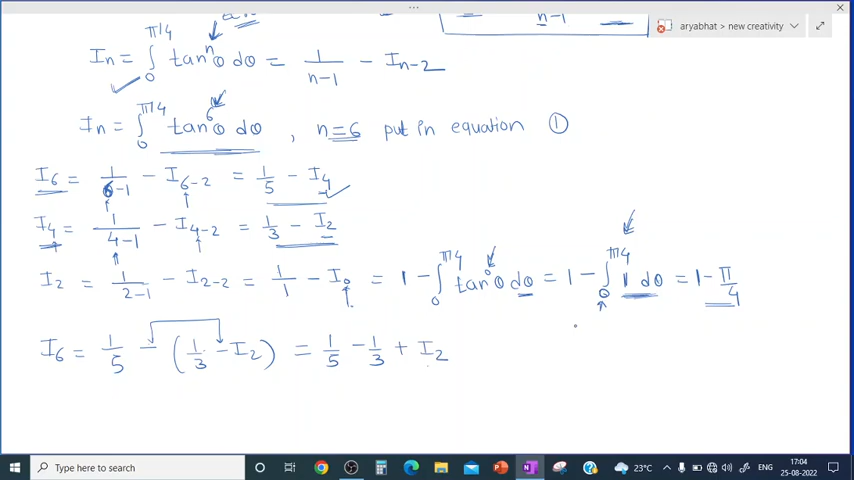 n-1
aryabhat > new creativity
Iₙ = ∫₀^π/4 tanⁿθ dθ = 1/(n-1) - Iₙ₋₂
Iₙ = ∫₀^π/4 tan⁶θ dθ , n=6 put in equation ①
I₆ = 1/(6-1) - I₆₋₂ = 1/5 - I₄
I₄ = 1/(4-1) - I₄₋₂ = 1/3 - I₂
I₂ = 1/(2-1) - I₂₋₂ = 1/1 - I₀ = 1 - ∫₀^π/4 tan⁰θ dθ = 1 - ∫₀^π/4 1 dθ = 1 - π/4
I₆ = 1/5 - (1/3 - I₂) = 1/5 - 1/3 + I₂
Type here to search
23°C
ENG
17:04
25-08-2022